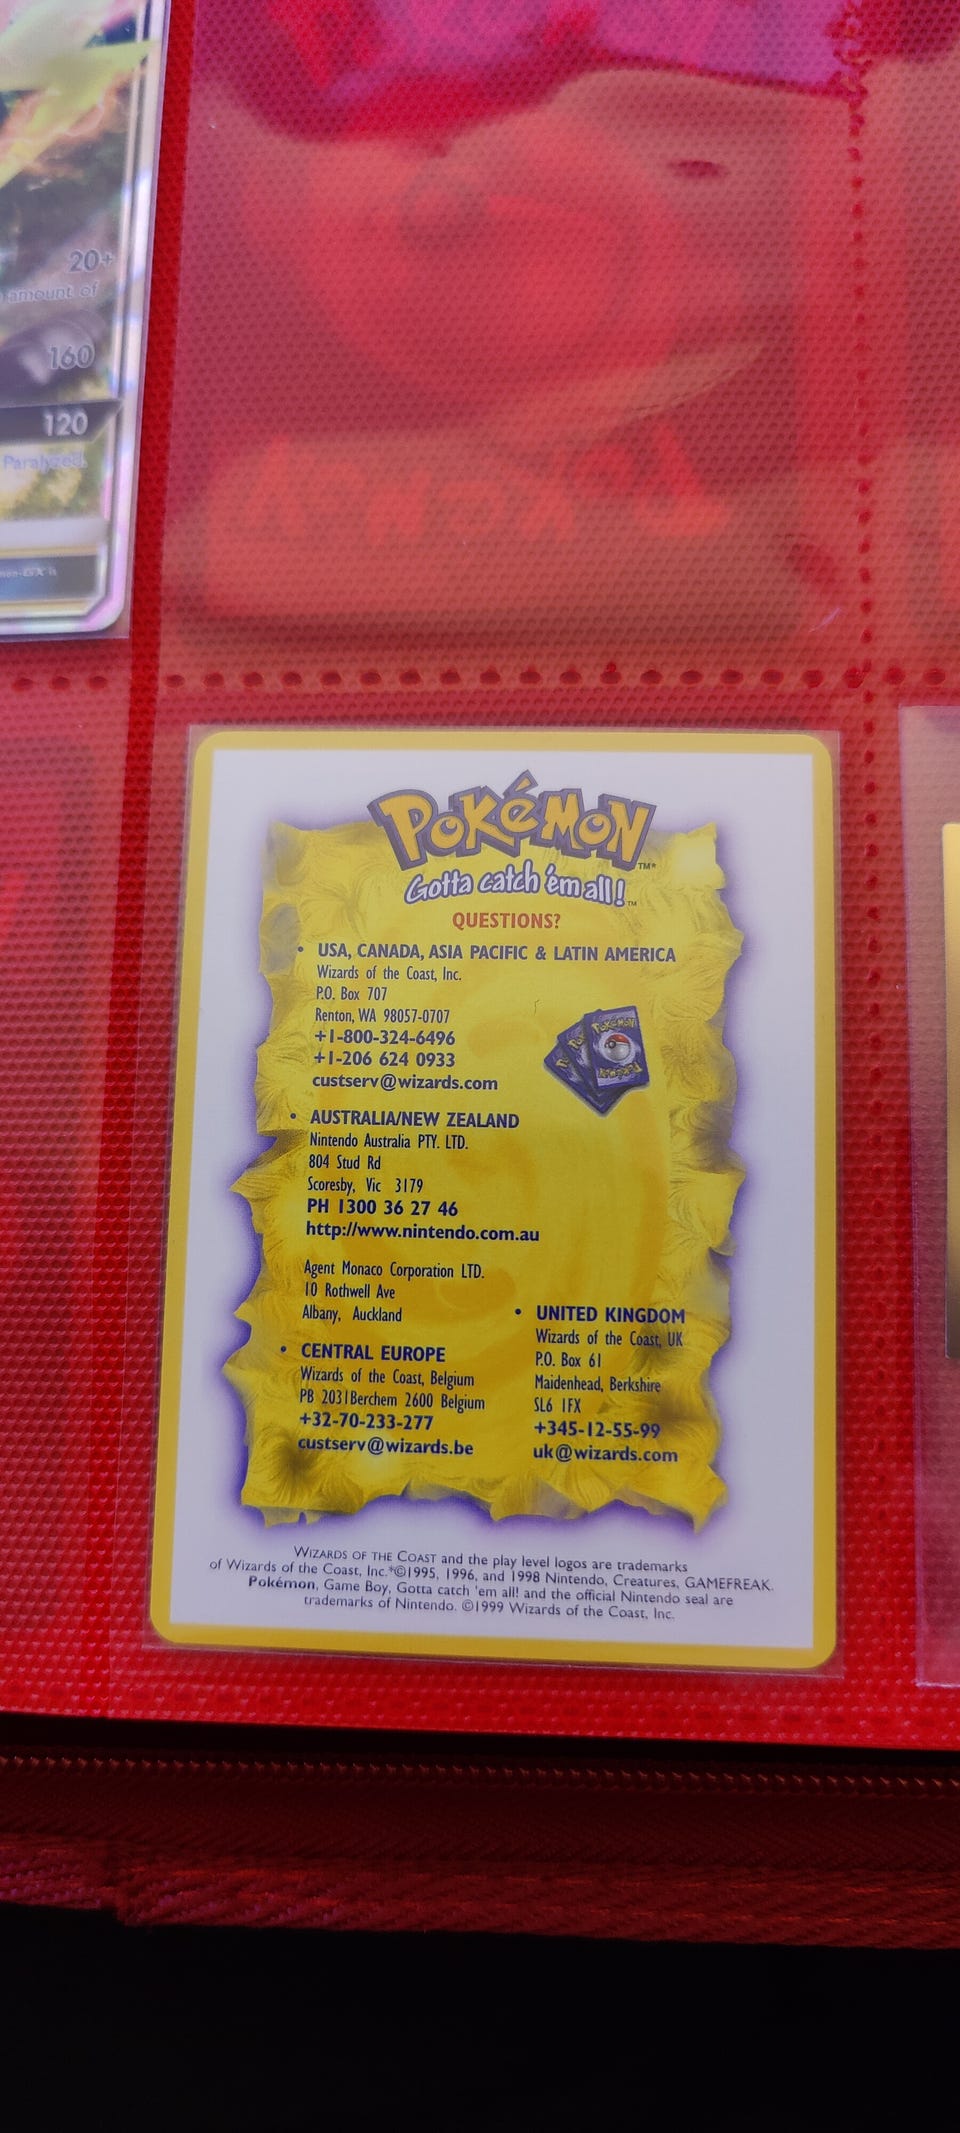 20+
amount of
160
120
Paralyzed.
mon-GX is
POKéMON
™*
Gotta catch 'em all!
™
QUESTIONS?
• USA, CANADA, ASIA PACIFIC & LATIN AMERICA
Wizards of the Coast, Inc.
P.O. Box 707
Renton, WA 98057-0707
+1-800-324-6496
+1-206 624 0933
custserv@wizards.com
POKéMON
• AUSTRALIA/NEW ZEALAND
Nintendo Australia PTY. LTD.
804 Stud Rd
Scoresby, Vic 3179
PH 1300 36 27 46
http://www.nintendo.com.au
Agent Monaco Corporation LTD.
10 Rothwell Ave
Albany, Auckland
• CENTRAL EUROPE
Wizards of the Coast, Belgium
PB 2031Berchem 2600 Belgium
+32-70-233-277
custserv@wizards.be
• UNITED KINGDOM
Wizards of the Coast, UK
P.O. Box 61
Maidenhead, Berkshire
SL6 1FX
+345-12-55-99
uk@wizards.com
WIZARDS OF THE COAST and the play level logos are trademarks
of Wizards of the Coast, Inc.*©1995, 1996, and 1998 Nintendo, Creatures, GAMEFREAK.
Pokémon, Game Boy, Gotta catch 'em all! and the official Nintendo seal are
trademarks of Nintendo. ©1999 Wizards of the Coast, Inc.